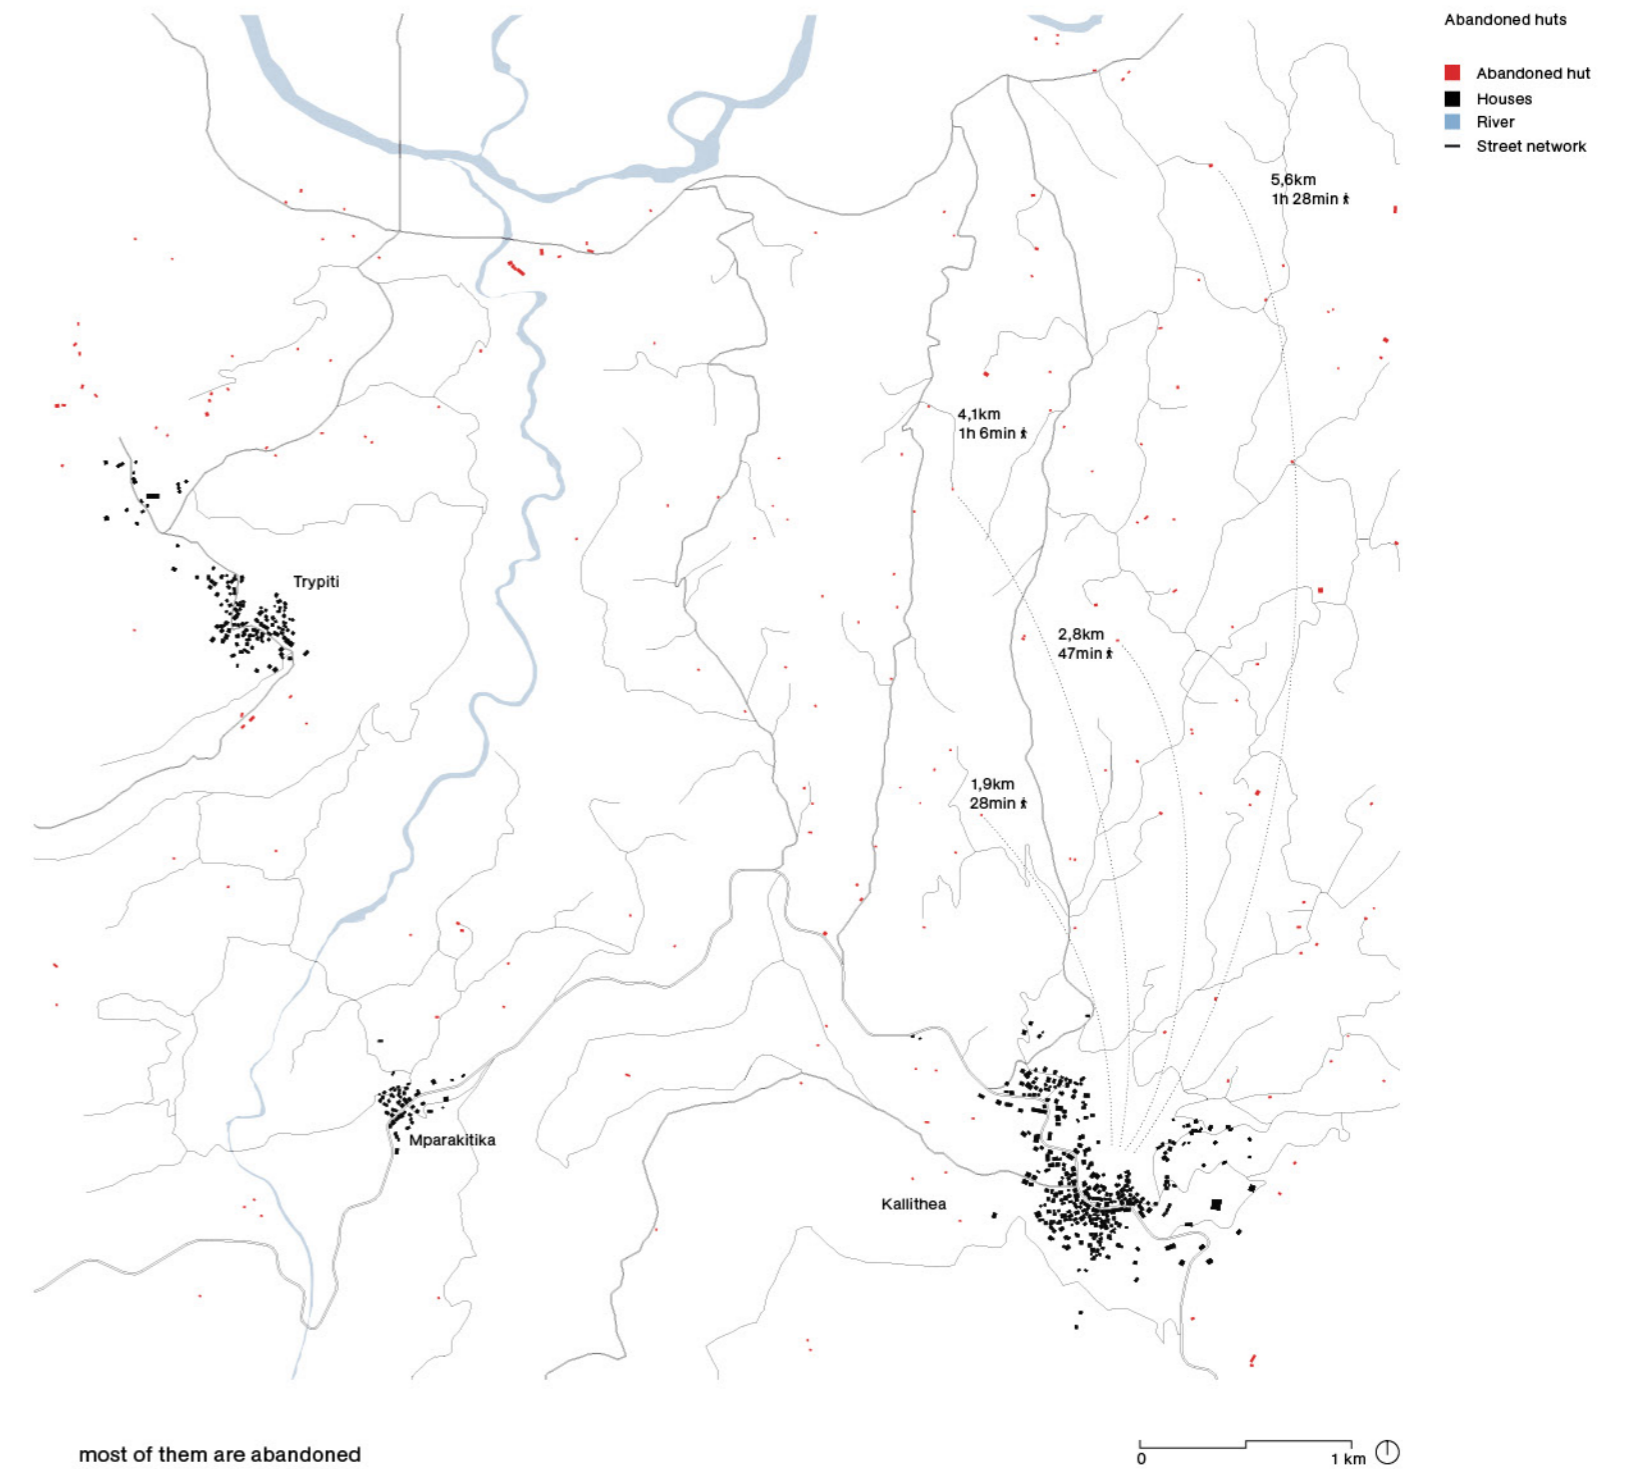 Abandoned huts
Abandoned hut
Houses
River
Street network
5,6km
1h 28min
4,1km
1h 6min
Trypiti
2,8km
47min
1,9km
28min
Mparakitika
Kallithea
most of them are abandoned
0
1 km